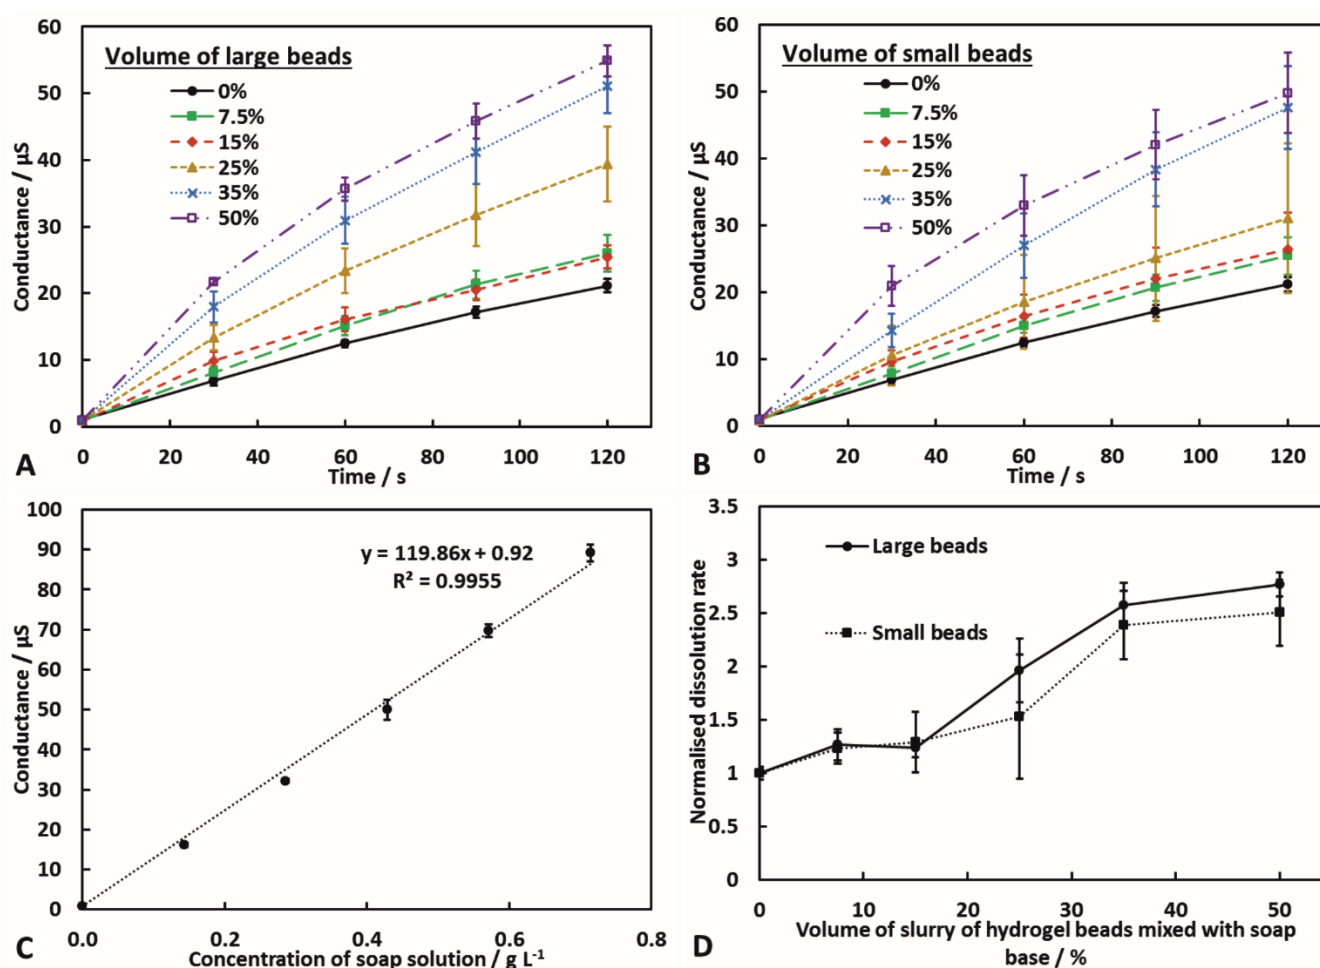 Volume of large beads
0%
7.5%
15%
25%
35%
50%
Conductance / µS
60
50
40
30
20
10
0
0 20 40 60 80 100 120
Time / s
A
Volume of small beads
0%
7.5%
15%
25%
35%
50%
Conductance / µS
60
50
40
30
20
10
0
0 20 40 60 80 100 120
Time / s
B
y = 119.86x + 0.92
R² = 0.9955
Conductance / µS
100
90
80
70
60
50
40
30
20
10
0
0.0 0.2 0.4 0.6 0.8
Concentration of soap solution / g L⁻¹
C
Large beads
Small beads
Normalised dissolution rate
3.5
3
2.5
2
1.5
1
0.5
0
0 10 20 30 40 50
Volume of slurry of hydrogel beads mixed with soap
base / %
D